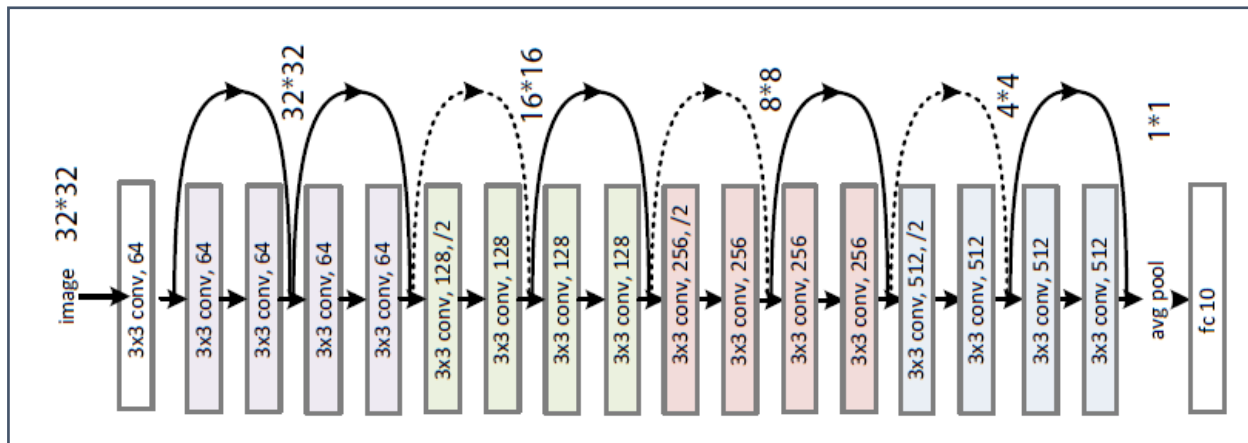 image
32*32
3x3 conv, 64
3x3 conv, 64
3x3 conv, 64
32*32
3x3 conv, 64
3x3 conv, 64
3x3 conv, 128, /2
3x3 conv, 128
16*16
3x3 conv, 128
3x3 conv, 128
3x3 conv, 256, /2
3x3 conv, 256
8*8
3x3 conv, 256
3x3 conv, 256
3x3 conv, 512, /2
3x3 conv, 512
4*4
3x3 conv, 512
3x3 conv, 512
avg pool
1*1
fc 10